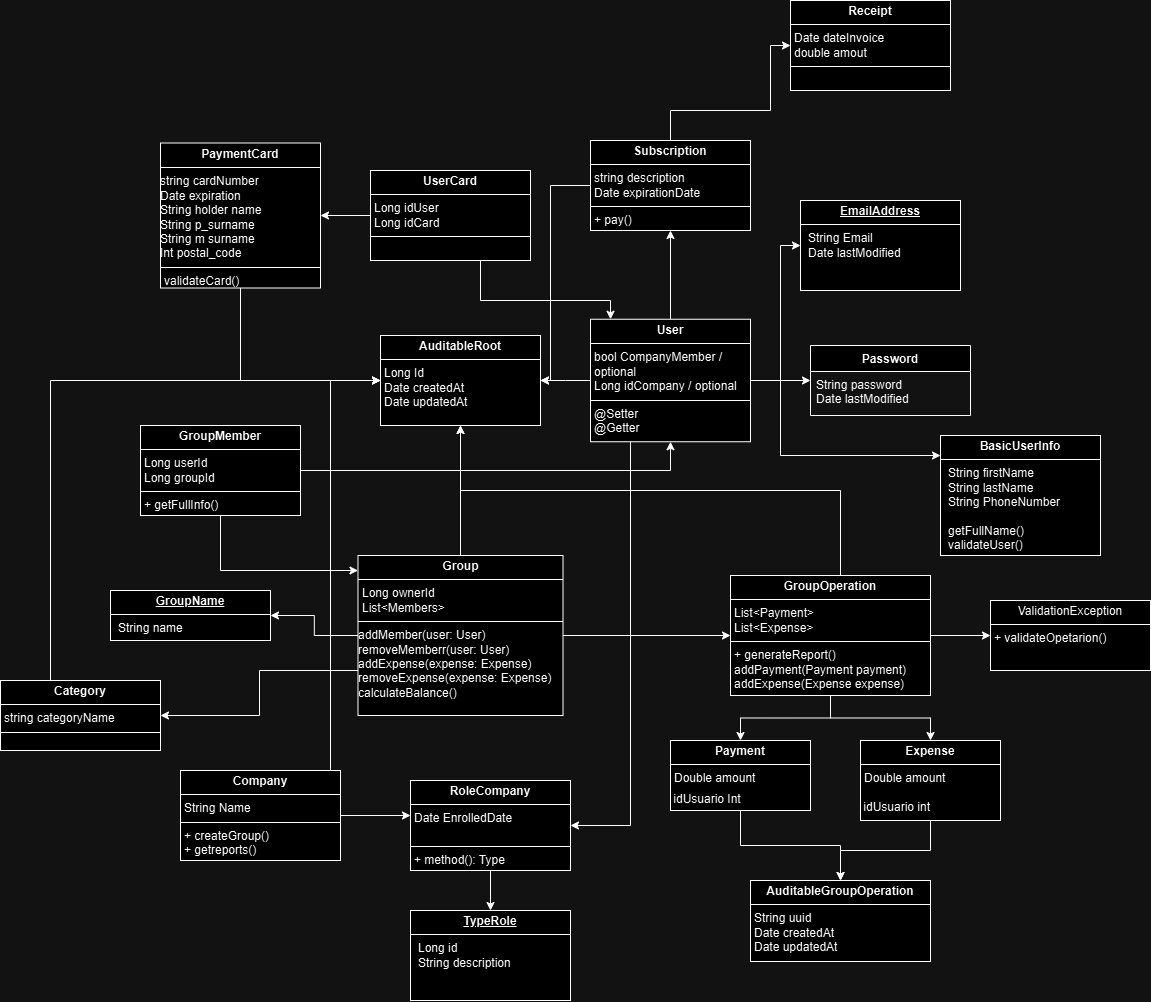 Receipt
Date dateInvoice
double amout
PaymentCard
string cardNumber
Date expiration
String holder name
String p_surname
String m surname
Int postal_code
validateCard()
UserCard
Long idUser
Long idCard
Subscription
string description
Date expirationDate
+ pay()
EmailAddress
String Email
Date lastModified
AuditableRoot
Long Id
Date createdAt
Date updatedAt
User
bool CompanyMember /
optional
Long idCompany / optional
@Setter
@Getter
Password
String password
Date lastModified
GroupMember
Long userId
Long groupId
+ getFullInfo()
BasicUserInfo
String firstName
String lastName
String PhoneNumber
getFullName()
validateUser()
Group
Long ownerId
List<Members>
addMember(user: User)
removeMemberr(user: User)
addExpense(expense: Expense)
removeExpense(expense: Expense)
calculateBalance()
GroupName
String name
GroupOperation
List<Payment>
List<Expense>
+ generateReport()
addPayment(Payment payment)
addExpense(Expense expense)
ValidationException
+ validateOpetarion()
Category
string categoryName
Company
String Name
+ createGroup()
+ getreports()
RoleCompany
Date EnrolledDate
+ method(): Type
Payment
Double amount
idUsuario Int
Expense
Double amount
idUsuario int
TypeRole
Long id
String description
AuditableGroupOperation
String uuid
Date createdAt
Date updatedAt